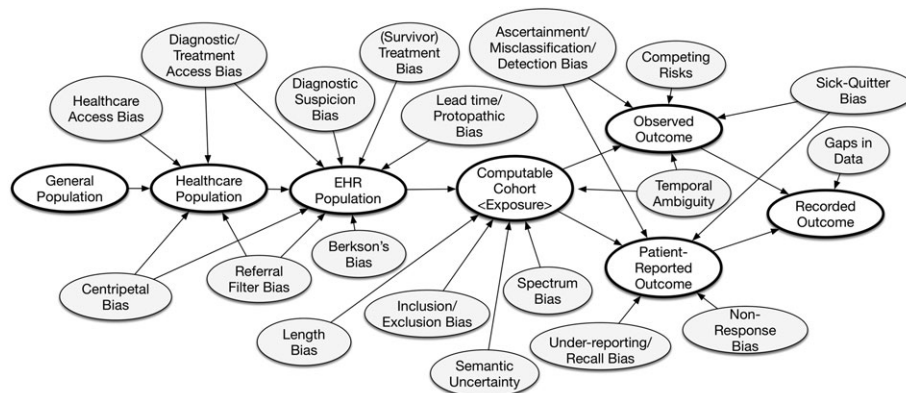 Diagnostic/
Treatment
Access Bias
(Survivor)
Treatment
Bias
Ascertainment/
Misclassification/
Detection Bias
Competing
Risks
Diagnostic
Suspicion
Bias
Sick-Quitter
Bias
Healthcare
Access Bias
Lead time/
Protopathic
Bias
Observed
Outcome
Gaps in
Data
General
Population
Healthcare
Population
EHR
Population
Computable
Cohort
<Exposure>
Temporal
Ambiguity
Recorded
Outcome
Centripetal
Bias
Referral
Filter Bias
Berkson's
Bias
Patient-
Reported
Outcome
Length
Bias
Inclusion/
Exclusion Bias
Spectrum
Bias
Semantic
Uncertainty
Under-reporting/
Recall Bias
Non-
Response
Bias